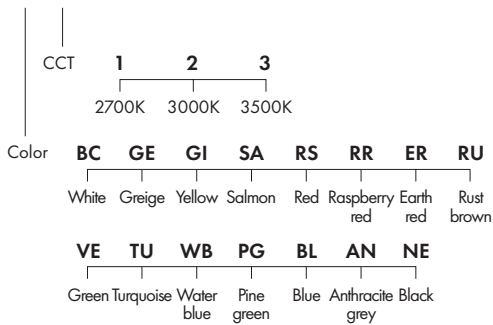 CCT 1 2 3
2700K 3000K 3500K
Color BC GE GI SA RS RR ER RU
White Greige Yellow Salmon Red Raspberry red Earth red Rust brown
VE TU WB PG BL AN NE
Green Turquoise Water blue Pine green Blue Anthracite grey Black